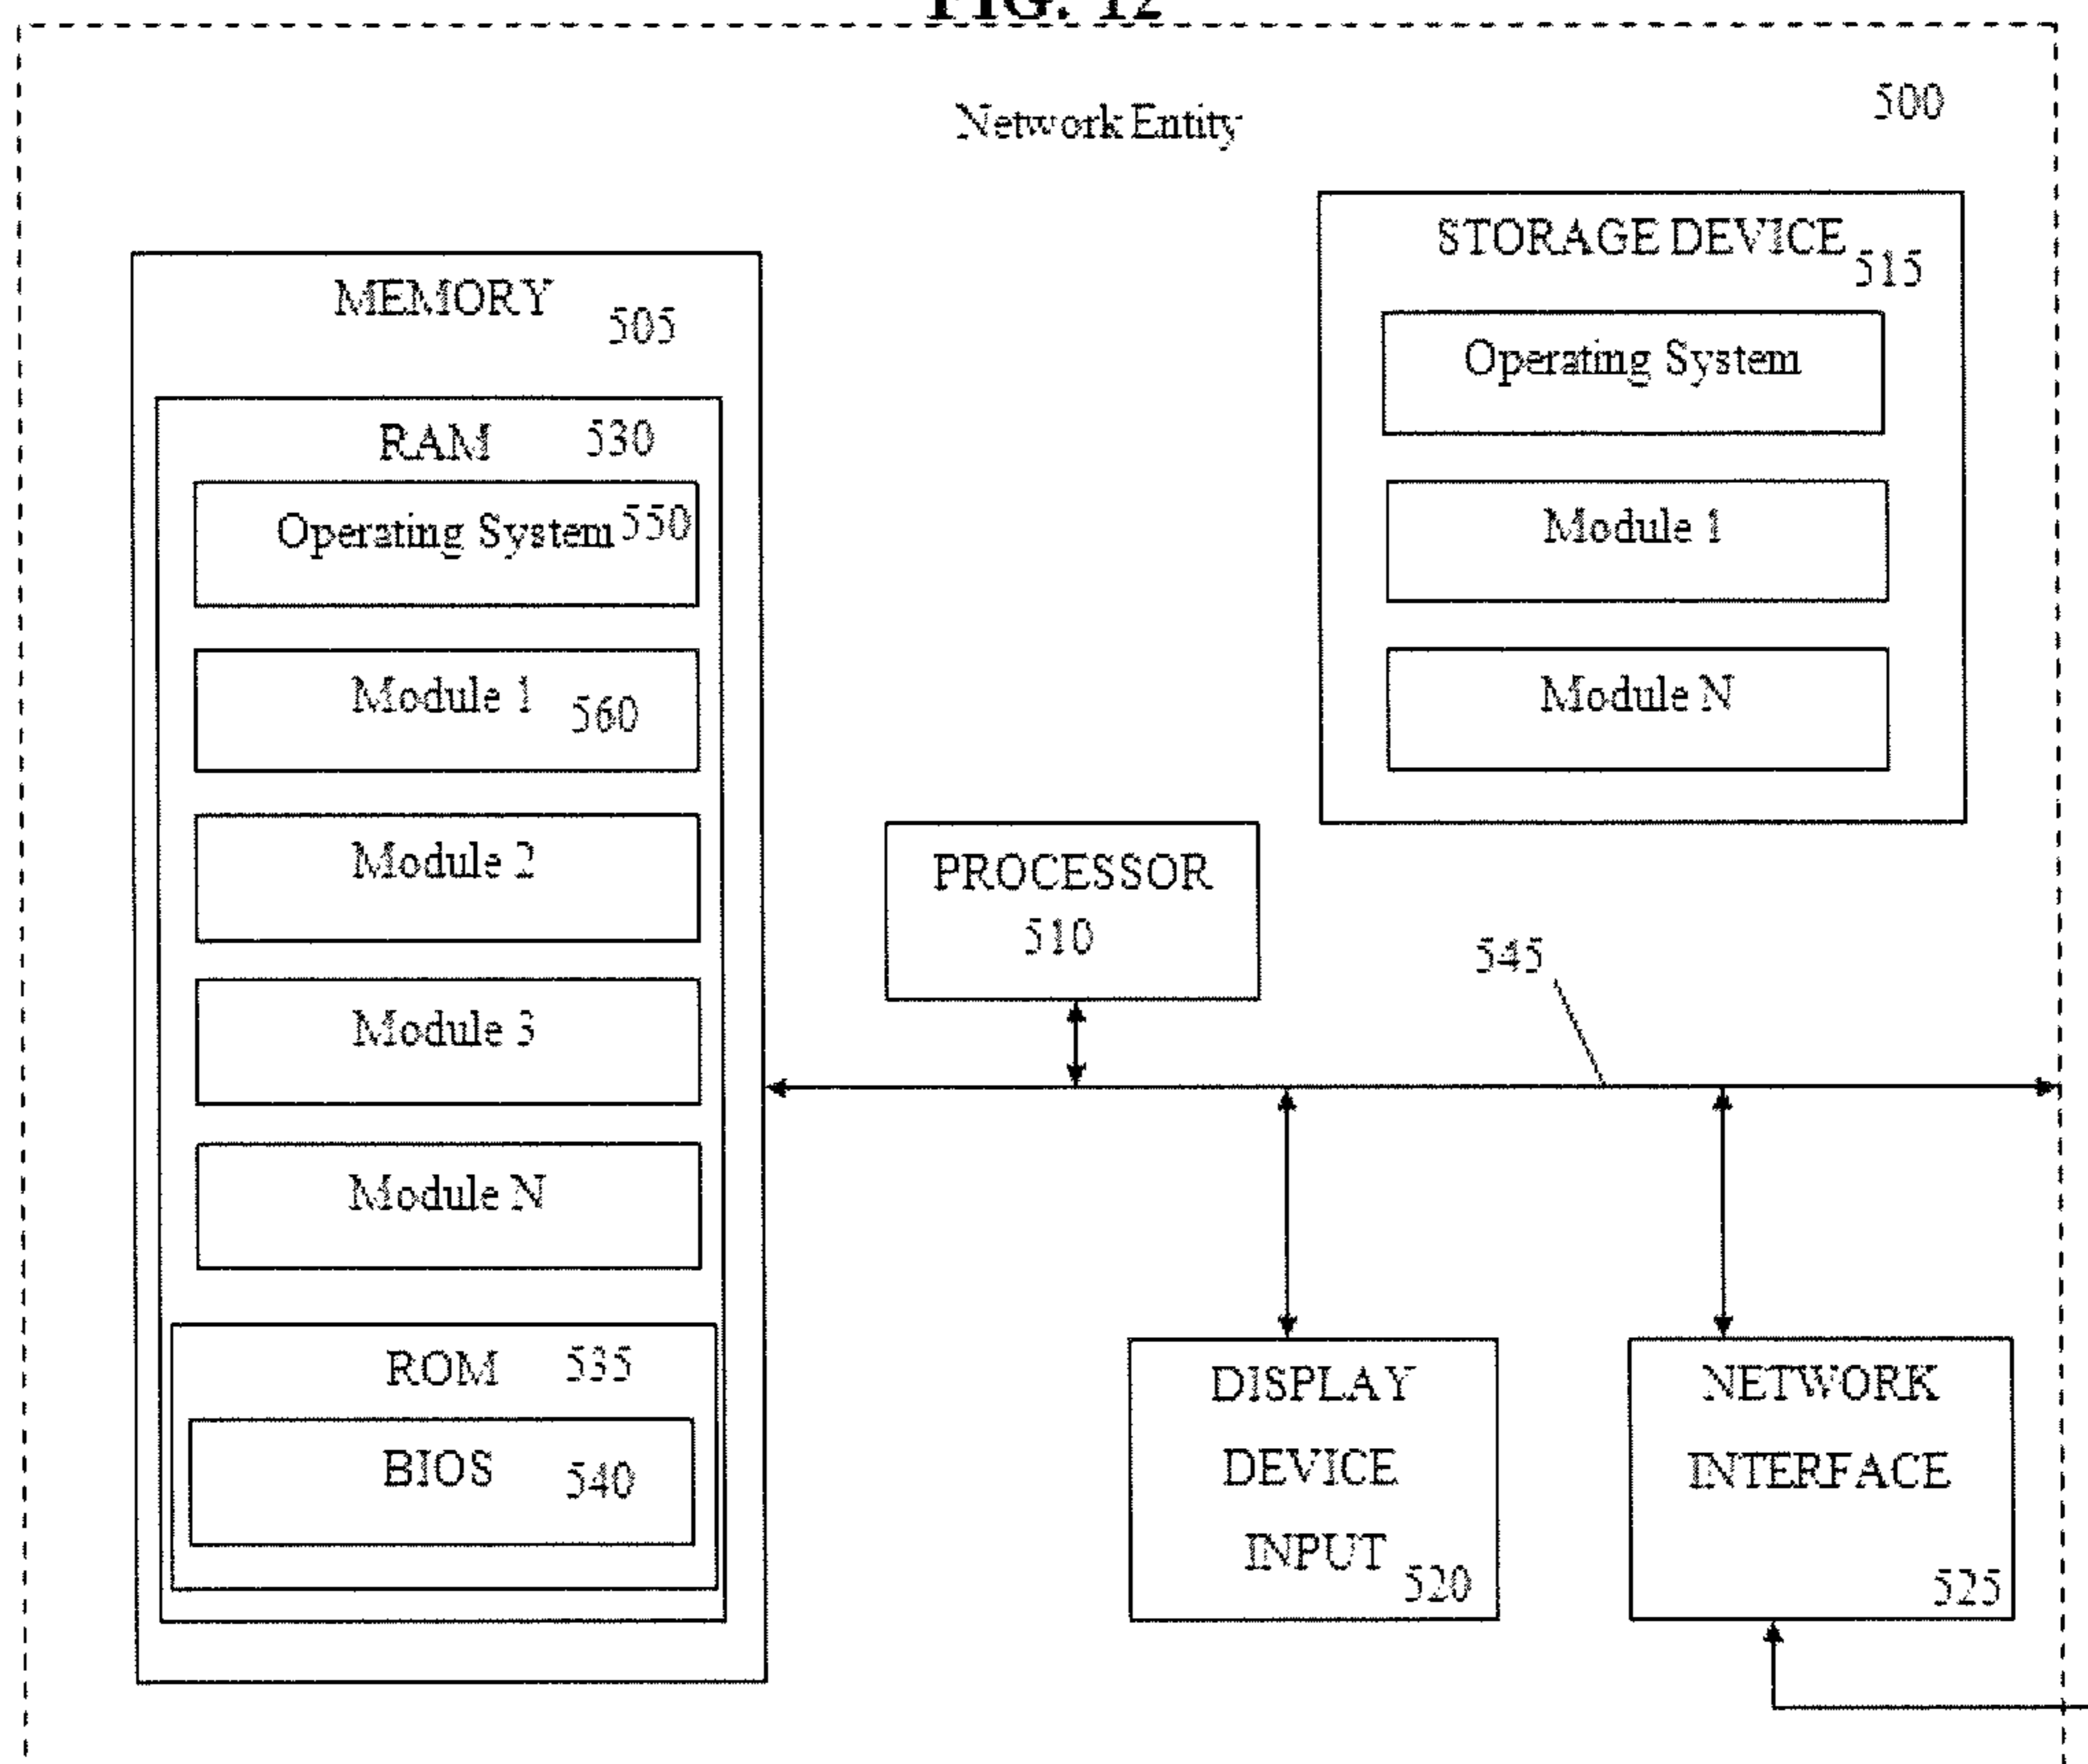 FIG. 12
Network Entity
500
MEMORY
505
RAM 530
Operating System 550
Module 1 560
Module 2
Module 3
Module N
ROM 535
BIOS 540
STORAGE DEVICE
515
Operating System
Module 1
Module N
PROCESSOR
510
545
DISPLAY
DEVICE
INPUT
520
NETWORK
INTERFACE
525